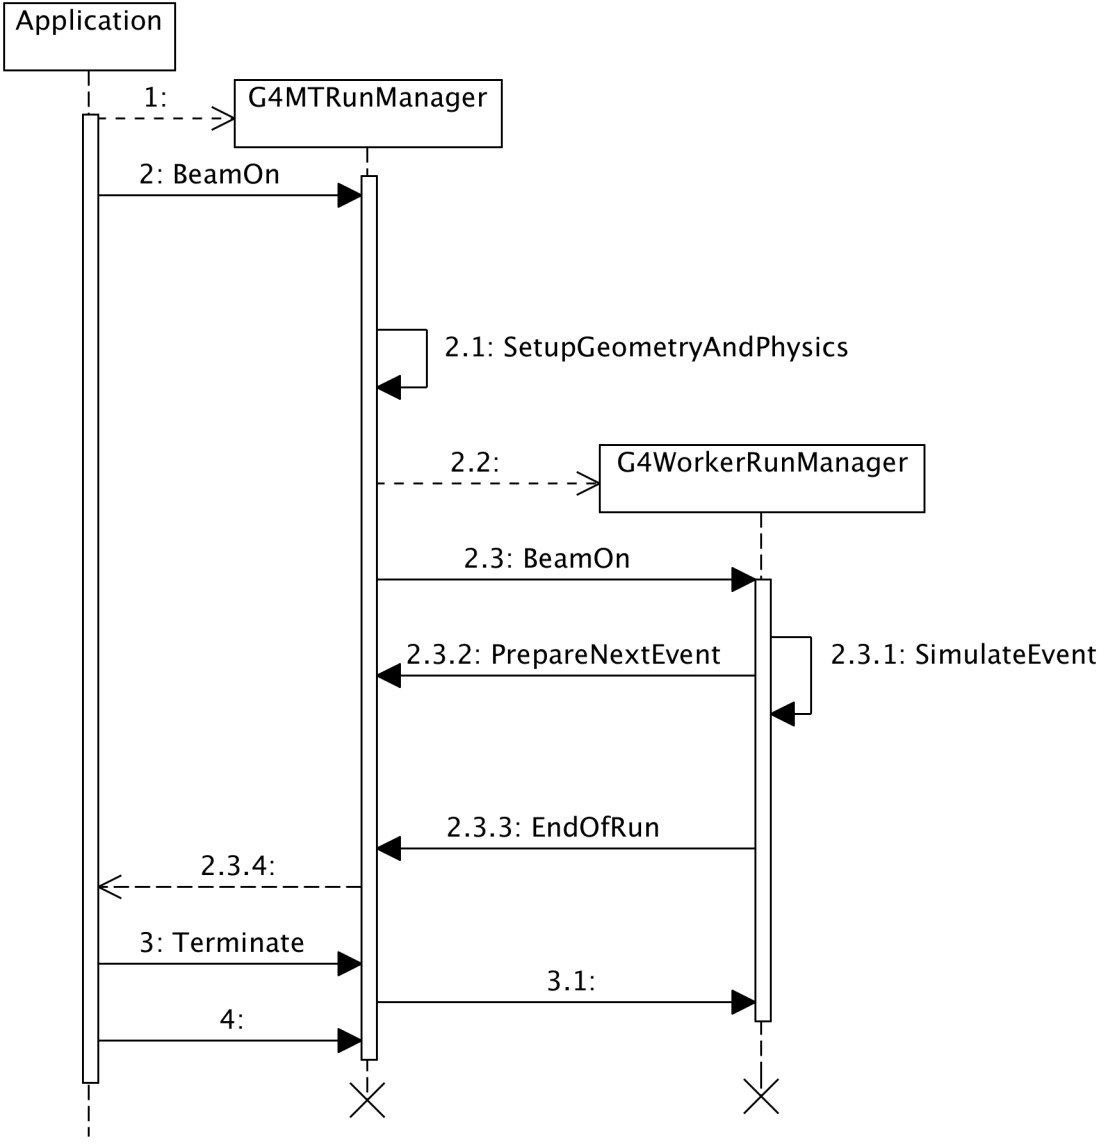 Application
1:
G4MTRunManager
2: BeamOn
2.1: SetupGeometryAndPhysics
2.2:
G4WorkerRunManager
2.3: BeamOn
2.3.2: PrepareNextEvent
2.3.1: SimulateEvent
2.3.3: EndOfRun
2.3.4:
3: Terminate
3.1:
4: